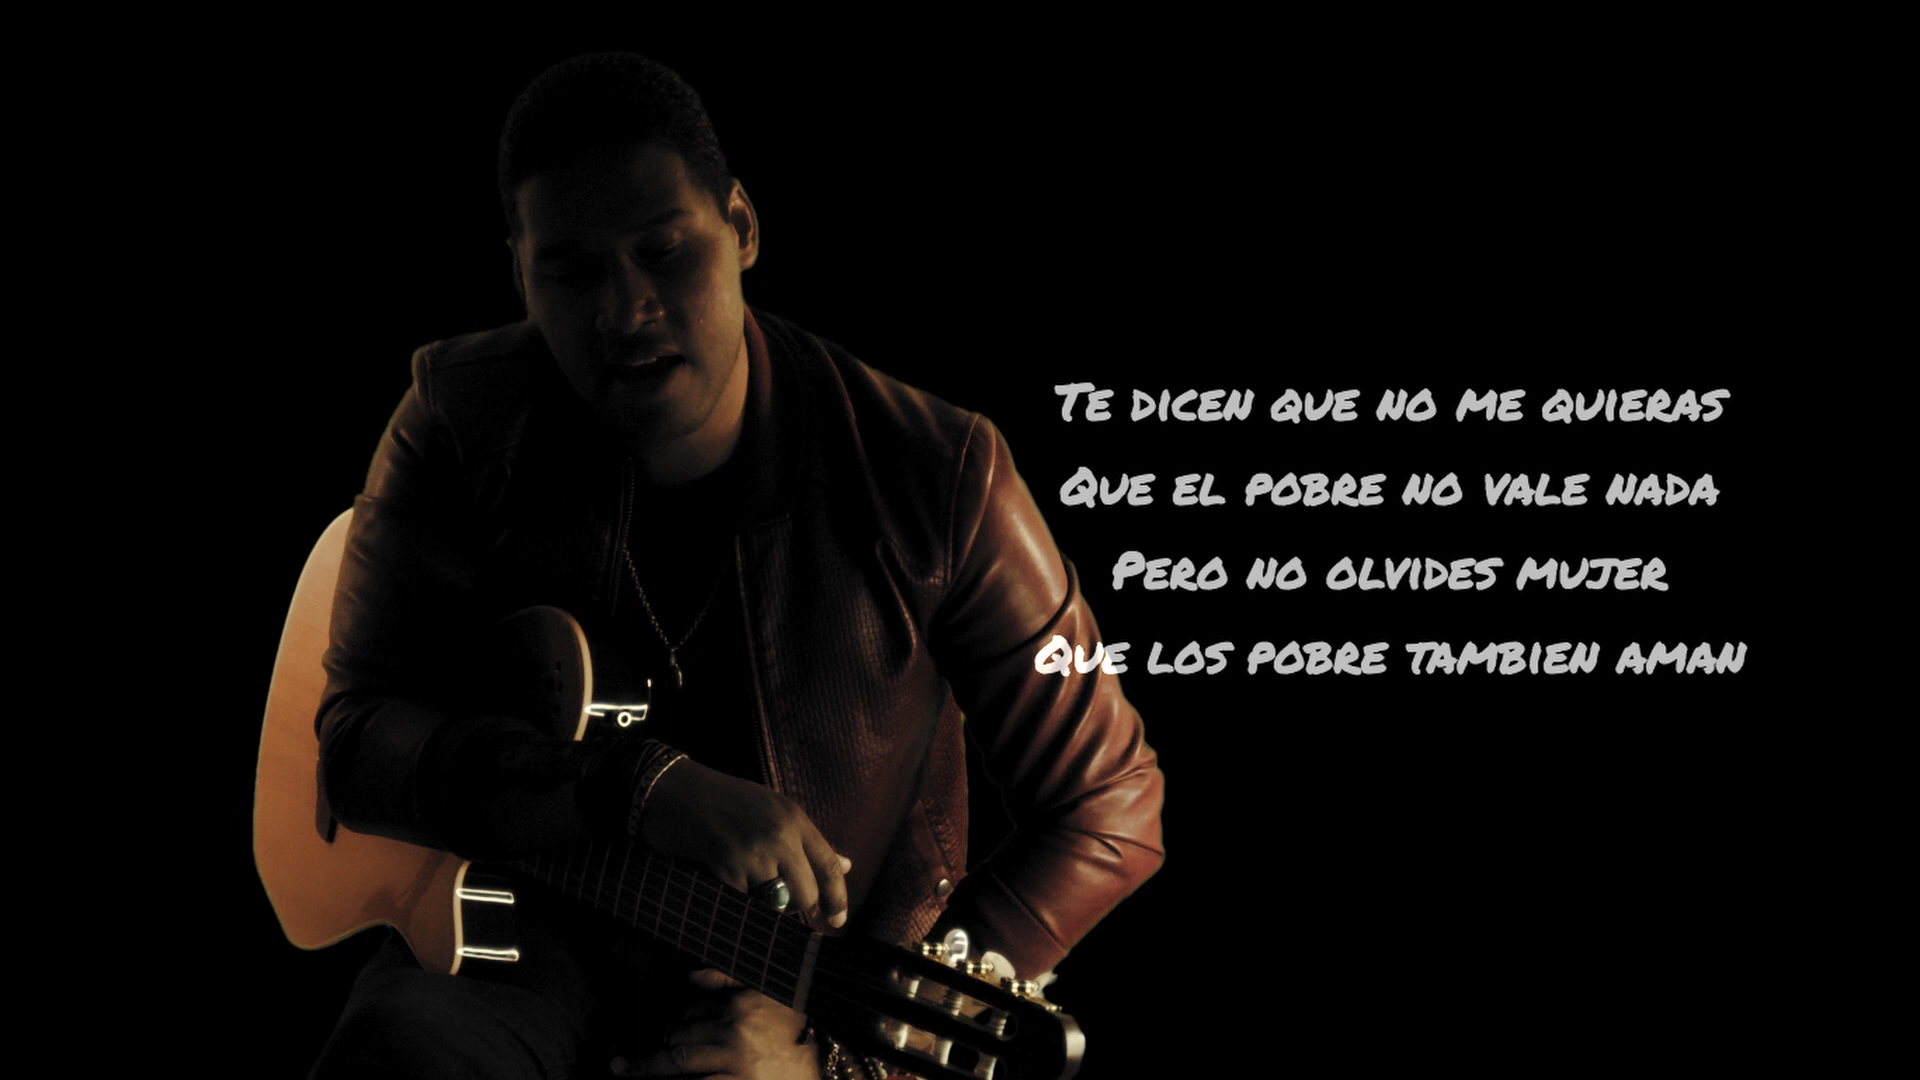 Te dicen que no me quieras
Que el pobre no vale nada
Pero no olvides mujer
Que los pobre tambien aman